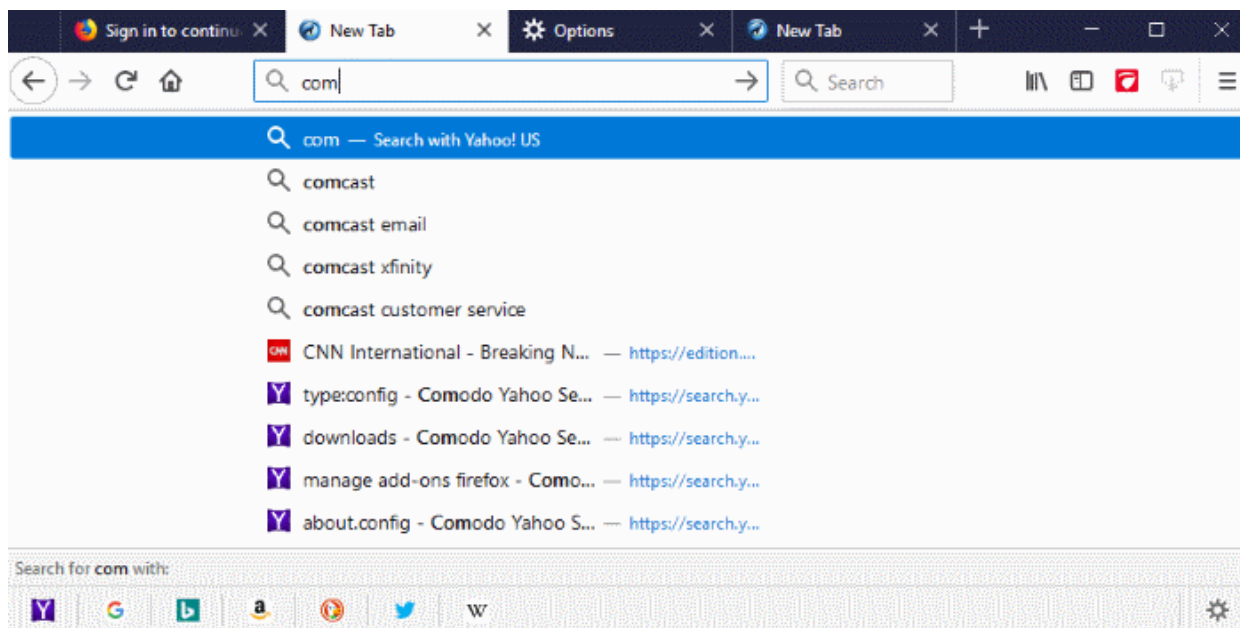 Sign in to continu
New Tab
Options
New Tab
com
Search
com — Search with Yahoo! US
comcast
comcast email
comcast xfinity
comcast customer service
CNN CNN International - Breaking N... — https://edition....
Y type:config - Comodo Yahoo Se... — https://search.y...
Y downloads - Comodo Yahoo Se... — https://search.y...
Y manage add-ons firefox - Como... — https://search.y...
Y about.config - Comodo Yahoo S... — https://search.y...
Search for com with:
Y G b a W